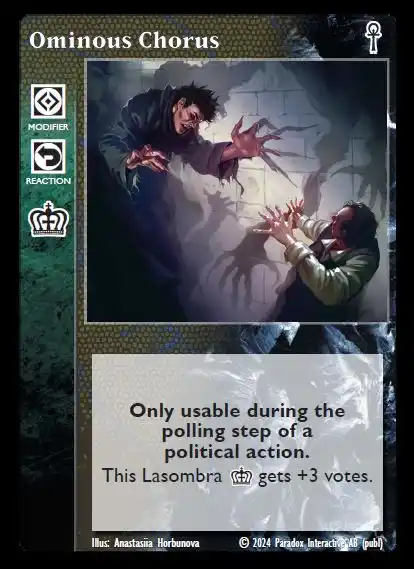 Ominous Chorus
MODIFIER
REACTION
Only usable during the
polling step of a
political action.
This Lasombra gets +3 votes.
Illus: Anastasiia Horbunova © 2024 Paradox Interactive AB (publ)